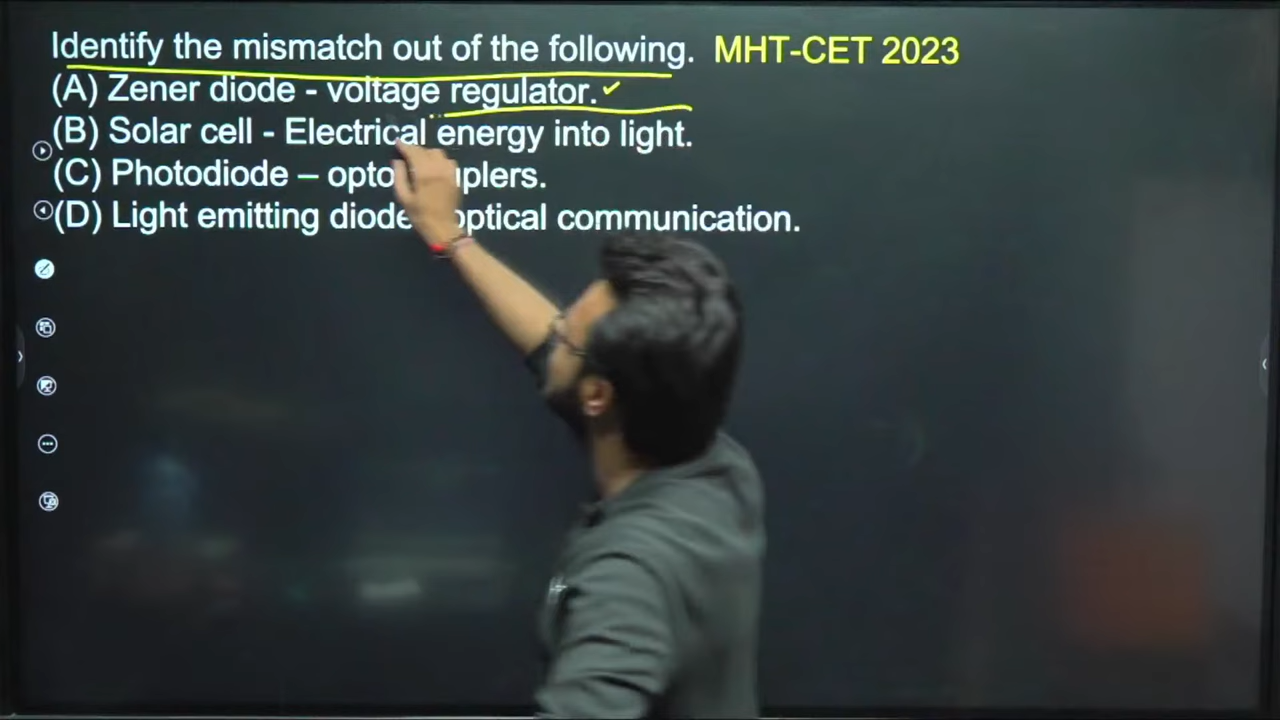 Identify the mismatch out of the following. MHT-CET 2023
(A) Zener diode - voltage regulator.
(B) Solar cell - Electrical energy into light.
(C) Photodiode – opto
(D) Light emitting diode optical communication.